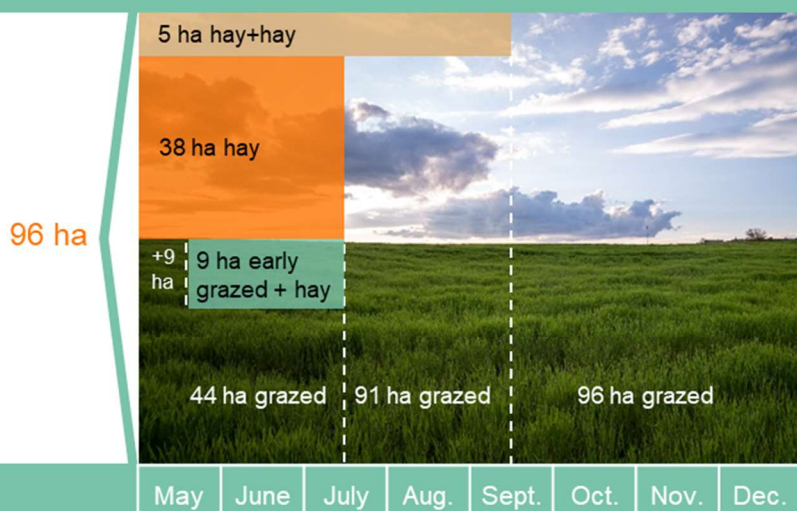 5 ha hay+hay
38 ha hay
96 ha
+9
ha
9 ha early
grazed + hay
44 ha grazed
91 ha grazed
96 ha grazed
May
June
July
Aug.
Sept.
Oct.
Nov.
Dec.